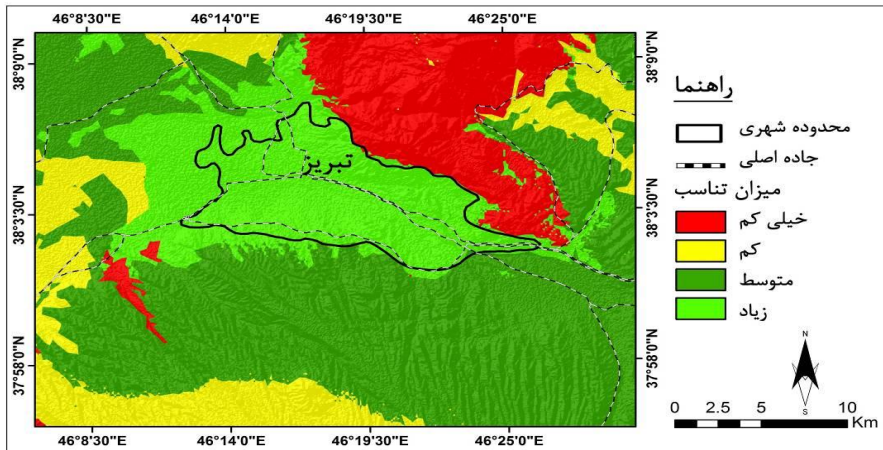 46°8'30"E 46°14'0"E 46°19'30"E 46°25'0"E
38°9'0"N
38°3'30"N
37°58'0"N
تبریز
38°9'0"N
38°3'30"N
37°58'0"N
46°8'30"E 46°14'0"E 46°19'30"E 46°25'0"E
راهنما
محدوده شهری
جاده اصلی
میزان تناسب
خیلی کم
کم
متوسط
زیاد
N
S
0 2.5 5 10
Km